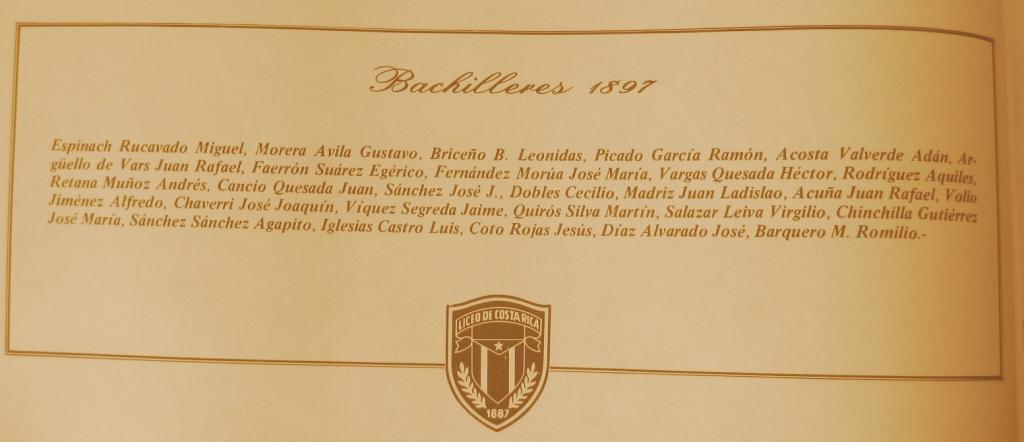 Bachilleres 1897
Espinach Rucavado Miguel, Morera Avila Gustavo, Briceño B. Leonidas, Picado García Ramón, Acosta Valverde Adán, Ar-
güello de Vars Juan Rafael, Faerrón Suárez Egérico, Fernández Morúa José María, Vargas Quesada Héctor, Rodríguez Aquiles,
Retana Muñoz Andrés, Cancio Quesada Juan, Sánchez José J., Dobles Cecilio, Madriz Juan Ladislao, Acuña Juan Rafael, Volio
Jiménez Alfredo, Chaverri José Joaquín, Víquez Segreda Jaime, Quirós Silva Martín, Salazar Leiva Virgilio, Chinchilla Gutiérrez
José María, Sánchez Sánchez Agapito, Iglesias Castro Luis, Coto Rojas Jesús, Díaz Alvarado José, Barquero M. Romilio.-
LICEO DE COSTA RICA
1887